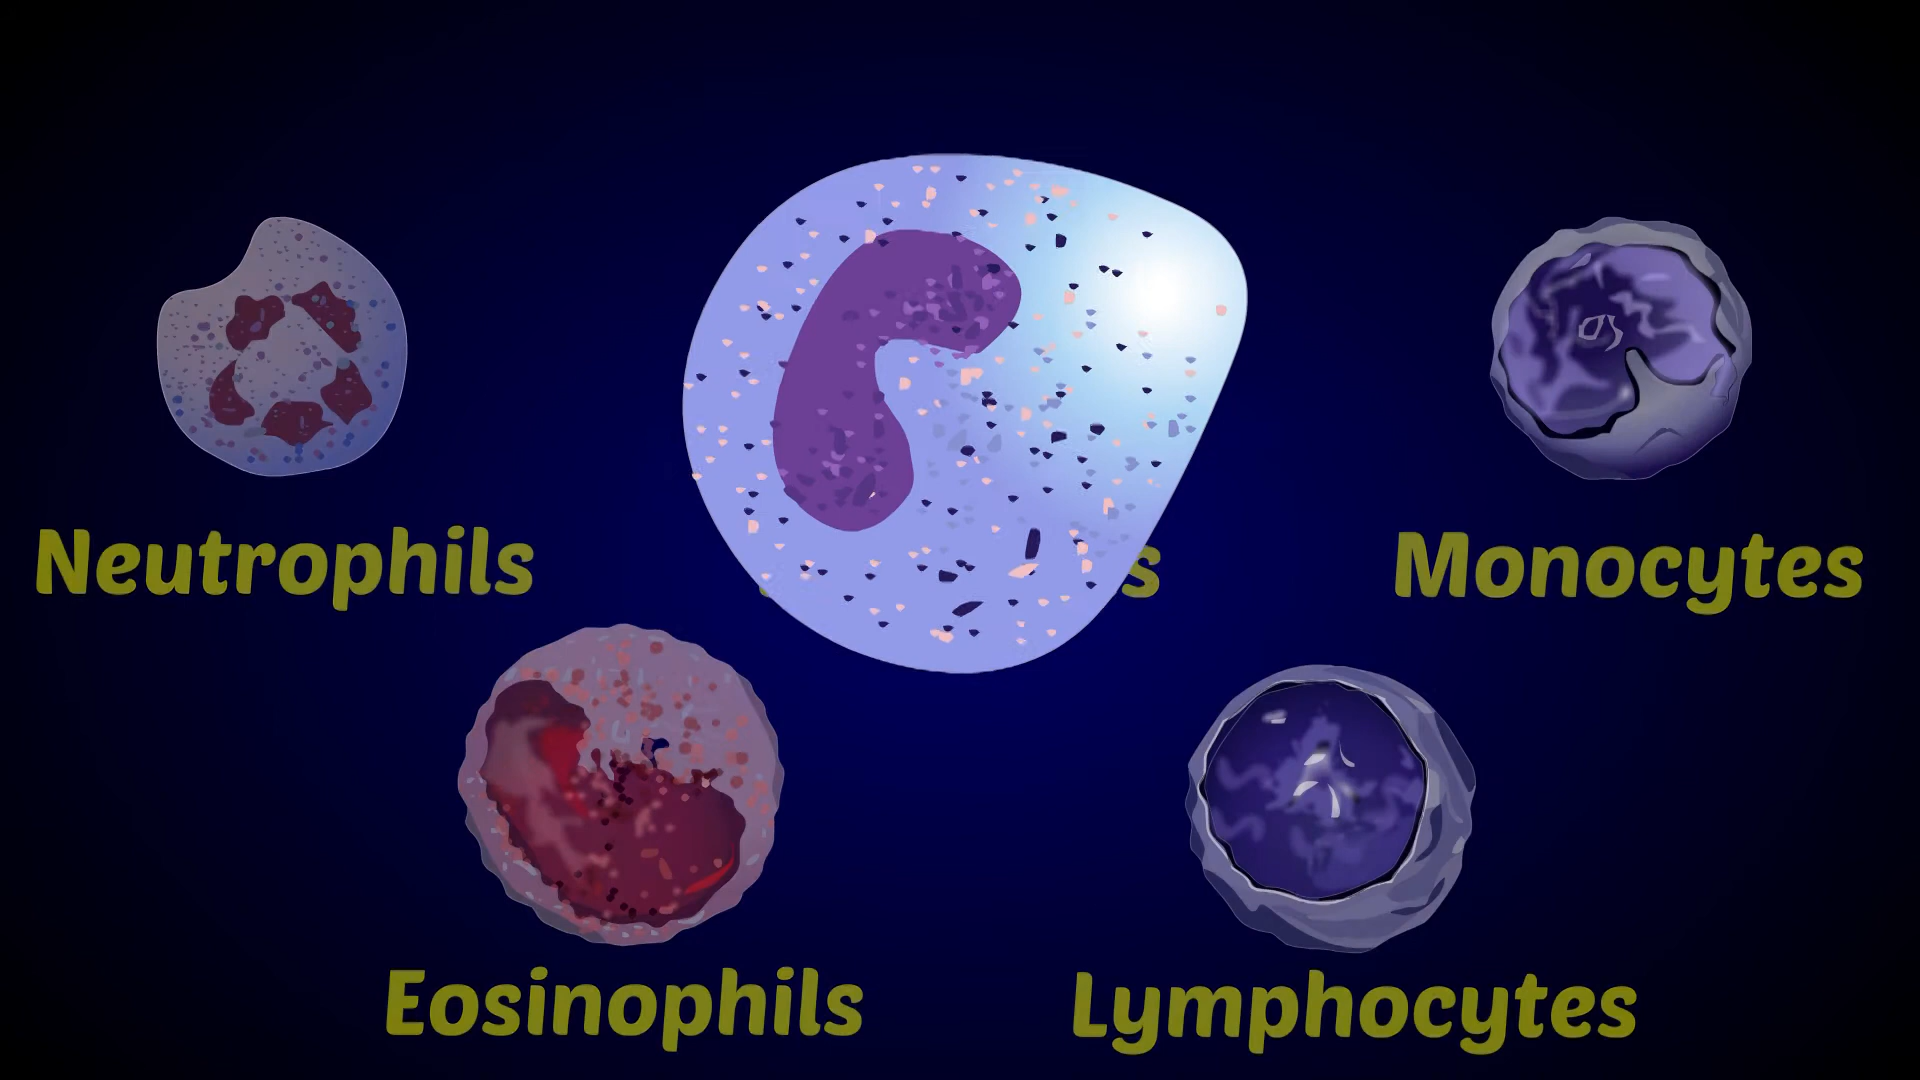 Neutrophils
s
Monocytes
Eosinophils
Lymphocytes